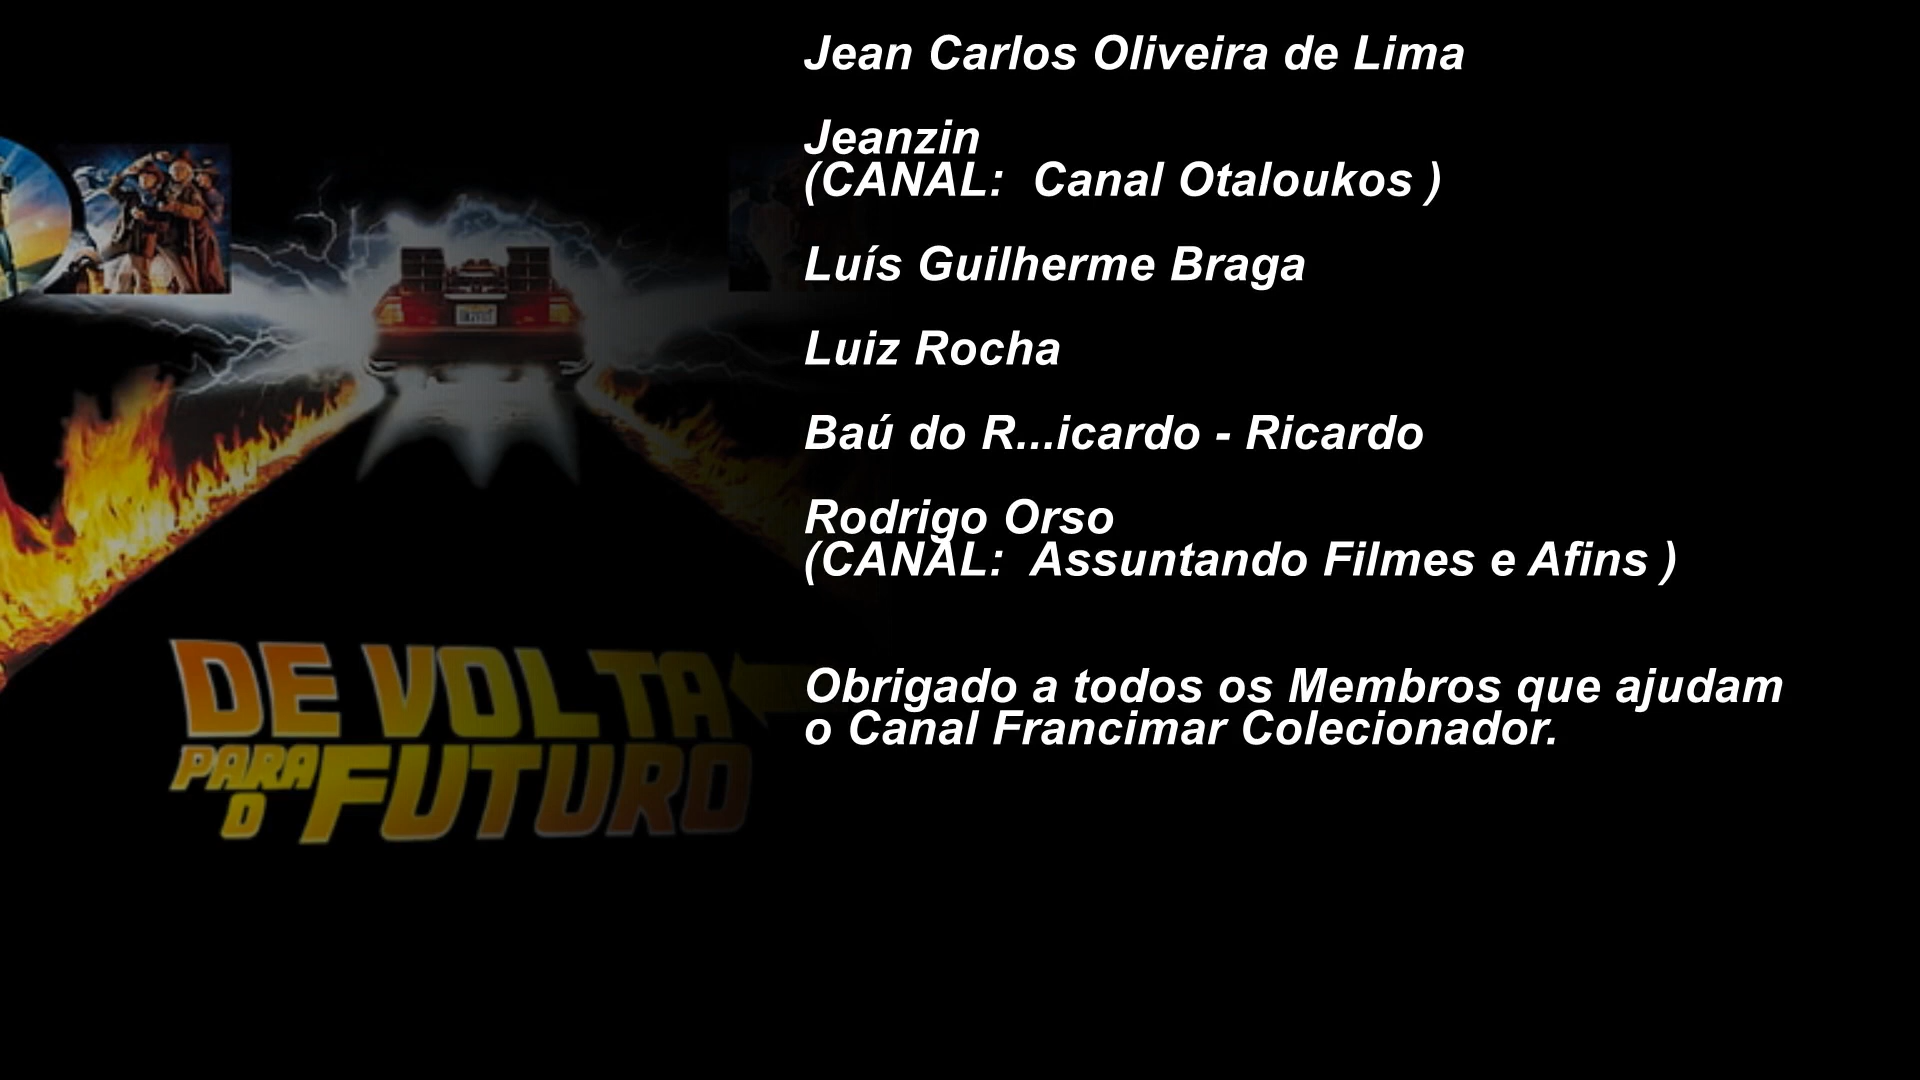 Jean Carlos Oliveira de Lima
Jeanzin
(CANAL:  Canal Otaloukos )
Luís Guilherme Braga
Luiz Rocha
Baú do R...icardo - Ricardo
Rodrigo Orso
(CANAL:  Assuntando Filmes e Afins )
Obrigado a todos os Membros que ajudam
o Canal Francimar Colecionador.
DE VOLTA
PARA O FUTURO